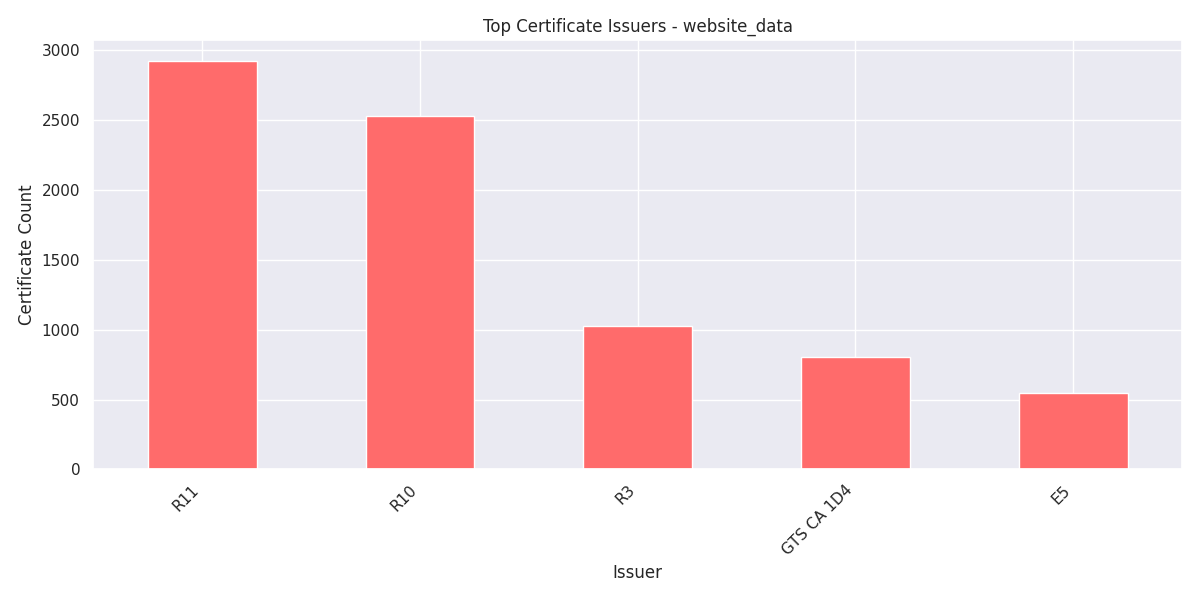 Top Certificate Issuers - website_data
Certificate Count
3000
2500
2000
1500
1000
500
0
R11
R10
R3
GTS CA 1D4
E5
Issuer